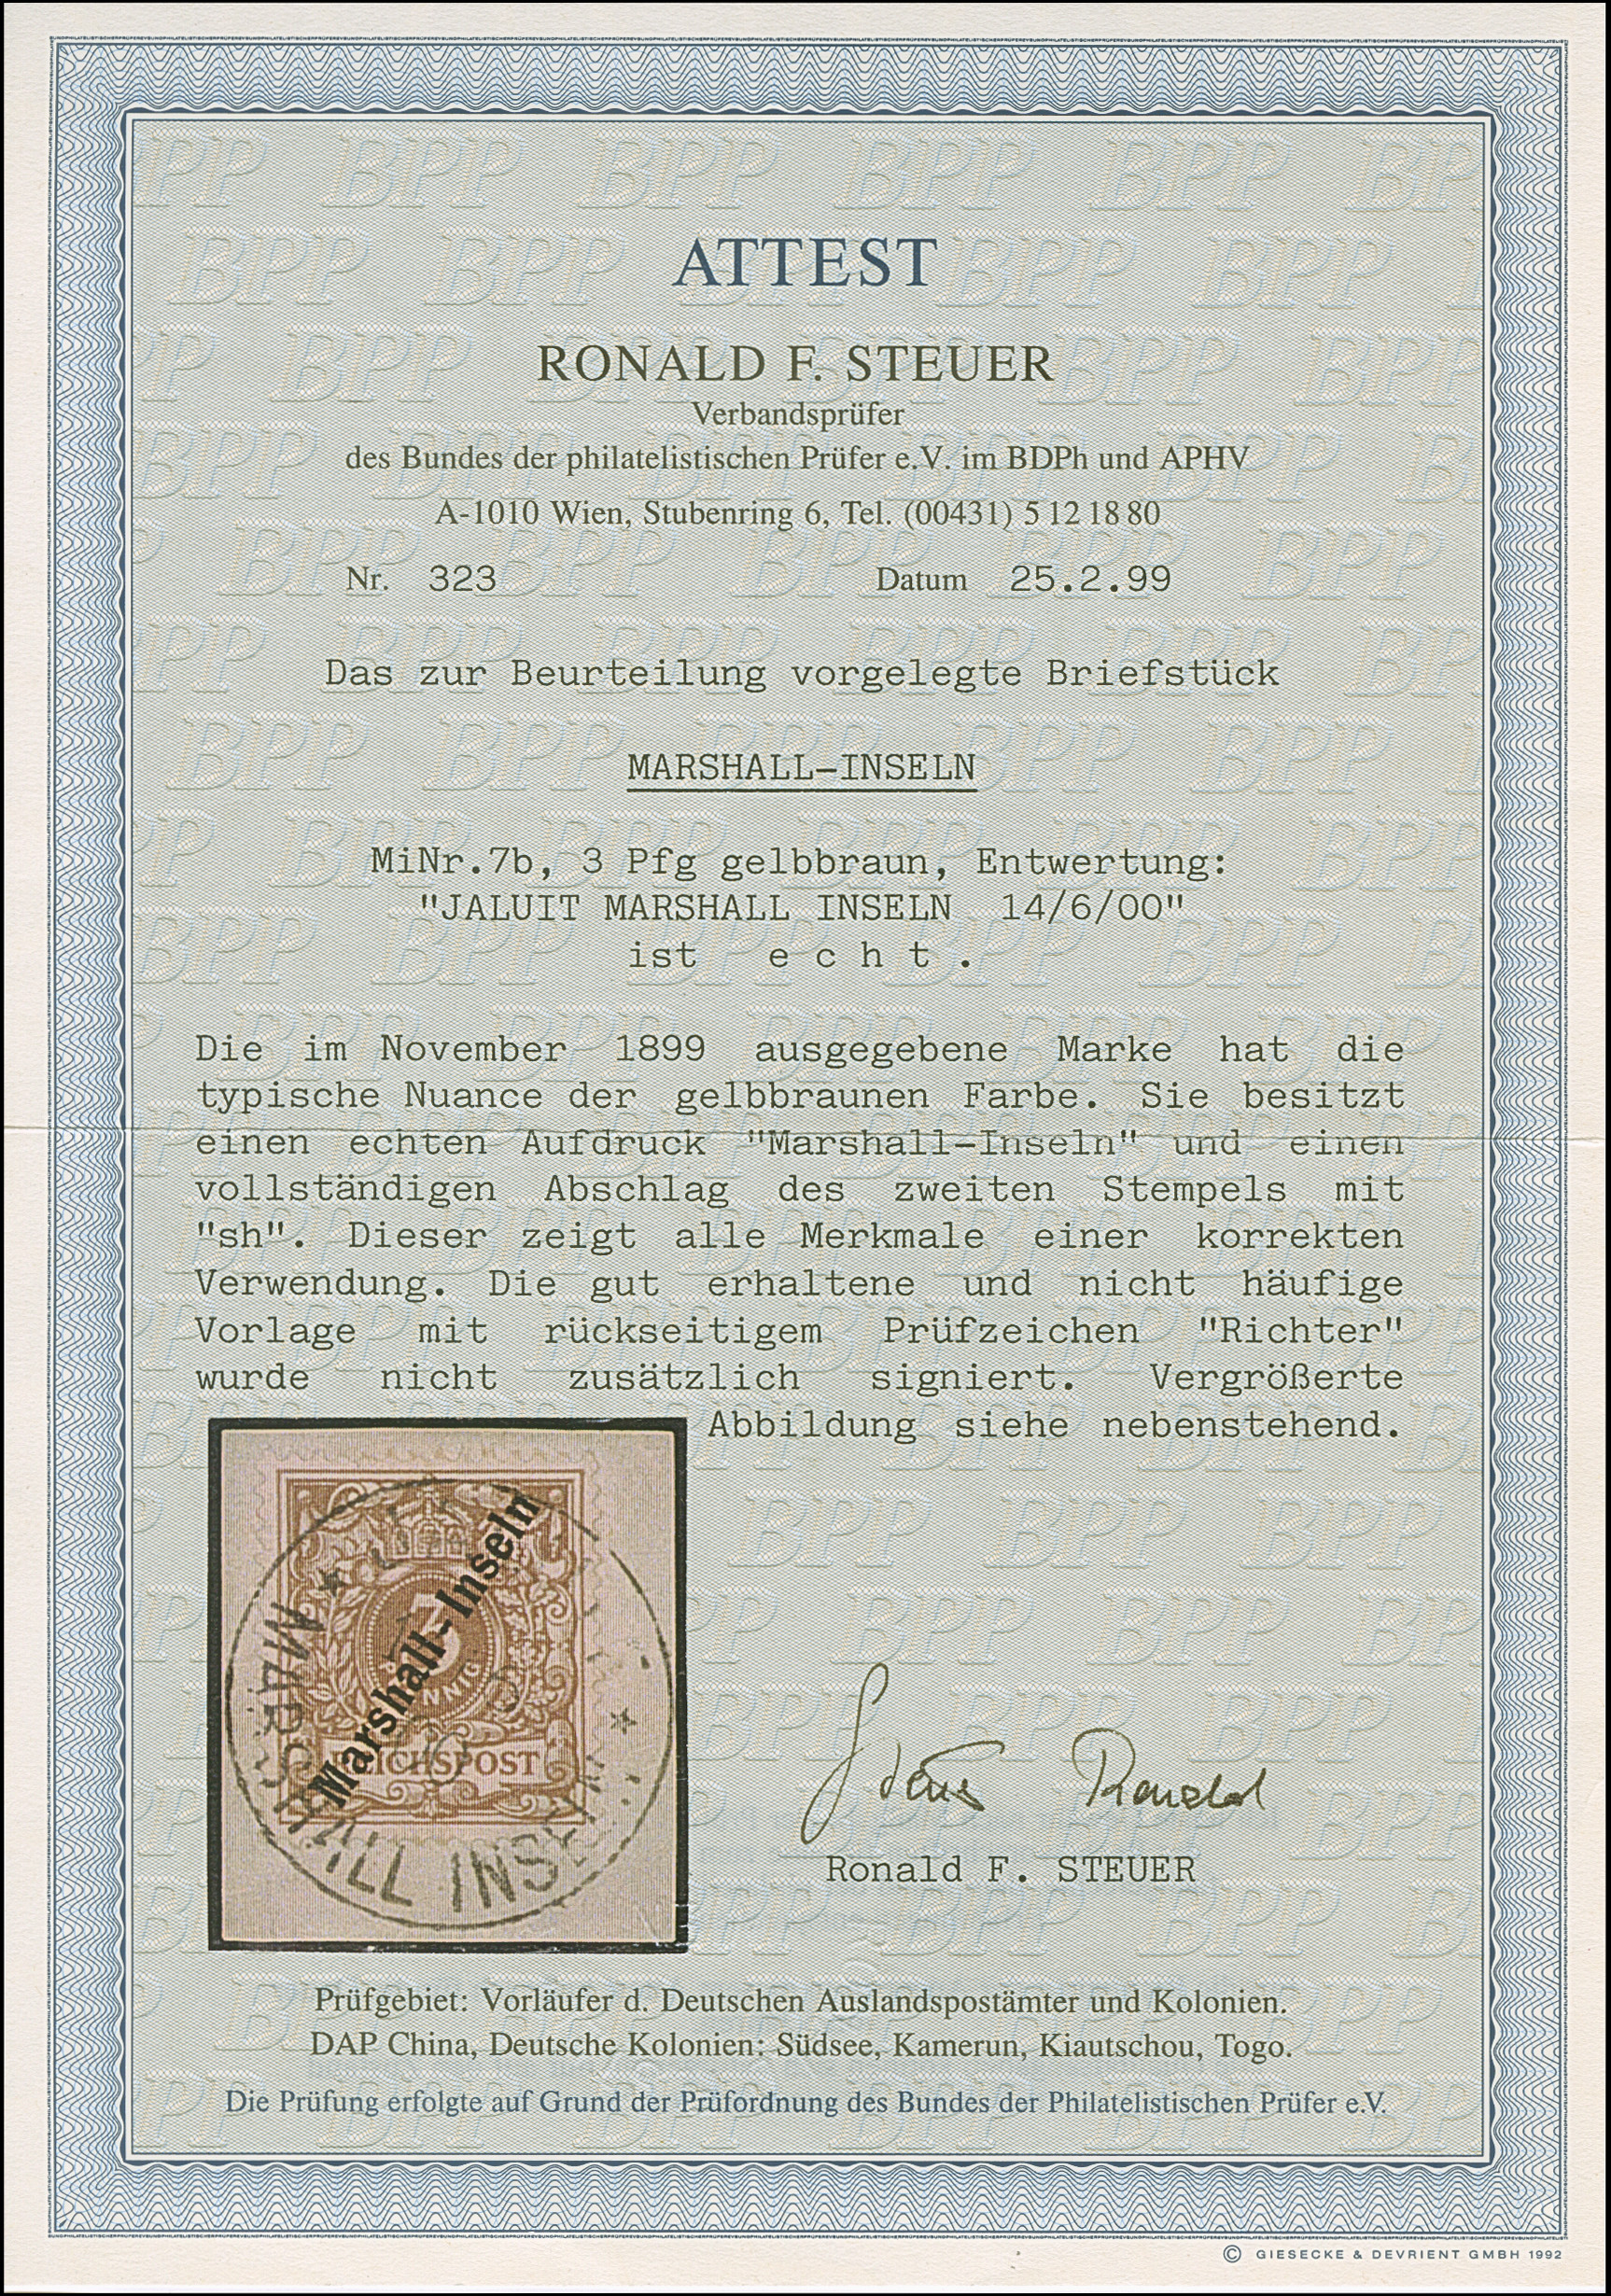 ATTEST
RONALD F. STEUER
Verbandsprüfer
des Bundes der philatelistischen Prüfer e.V. im BDPh und APHV
A-1010 Wien, Stubenring 6, Tel. (00431) 5 12 18 80
Nr. 323 Datum 25.2.99
Das zur Beurteilung vorgelegte Briefstück
MARSHALL-INSELN
MiNr.7b, 3 Pfg gelbbraun, Entwertung:
"JALUIT MARSHALL INSELN 14/6/00"
ist e c h t .
Die im November 1899 ausgegebene Marke hat die
typische Nuance der gelbbraunen Farbe. Sie besitzt
einen echten Aufdruck "Marshall-Inseln" und einen
vollständigen Abschlag des zweiten Stempels mit
"sh". Dieser zeigt alle Merkmale einer korrekten
Verwendung. Die gut erhaltene und nicht häufige
Vorlage mit rückseitigem Prüfzeichen "Richter"
wurde nicht zusätzlich signiert. Vergrößerte
Abbildung siehe nebenstehend.
Marshall-Inseln
3
REICHSPOST
MARSHALL INSELN
Steuer Ronald
Ronald F. STEUER
Prüfgebiet: Vorläufer d. Deutschen Auslandspostämter und Kolonien.
DAP China, Deutsche Kolonien: Südsee, Kamerun, Kiautschou, Togo.
Die Prüfung erfolgte auf Grund der Prüfordnung des Bundes der Philatelistischen Prüfer e.V.
© GIESECKE & DEVRIENT GMBH 1992